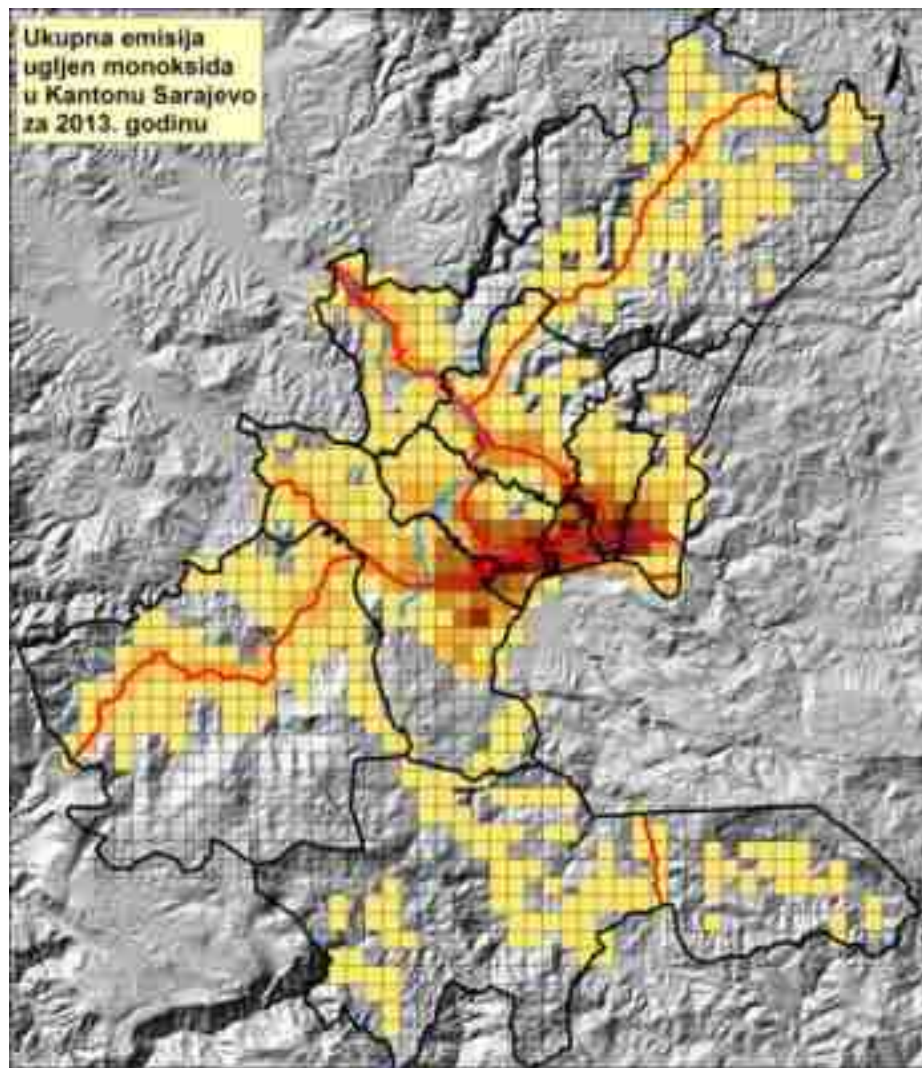 Ukupna emisija
ugljen monoksida
u Kantonu Sarajevo
za 2013. godinu